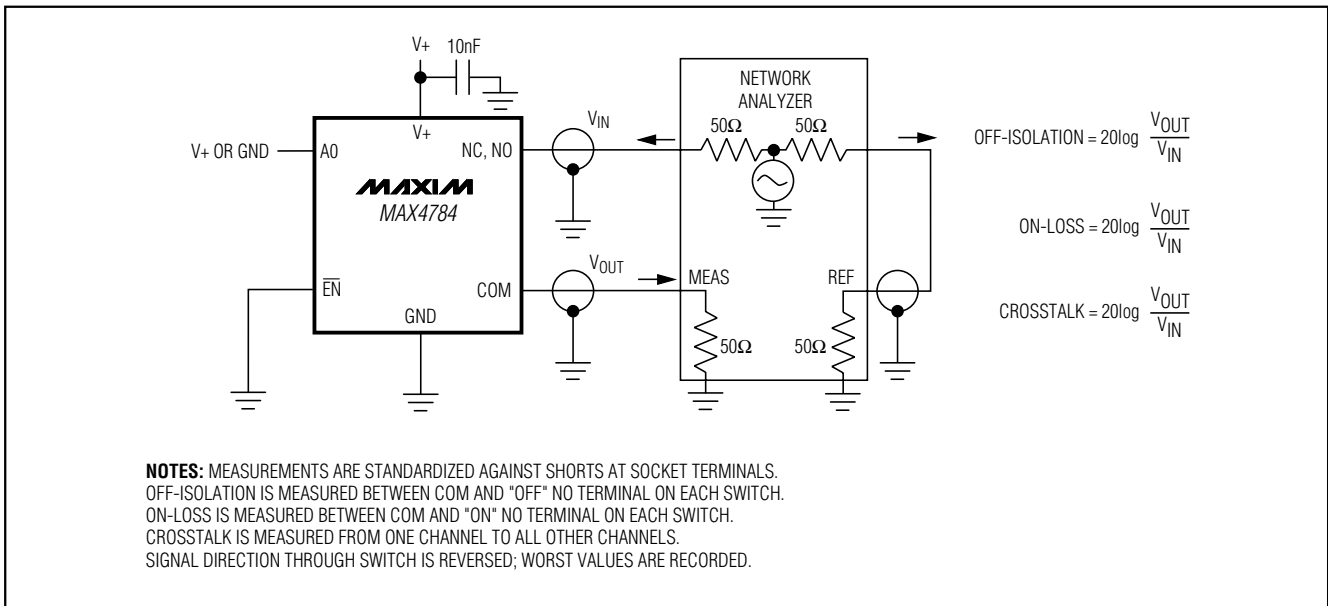 V+ 10nF
V+
V+ OR GND
A0
NC, NO
MAXIM
MAX4784
EN
GND
COM
VIN
VOUT
NETWORK
ANALYZER
50Ω 50Ω
MEAS
REF
50Ω
50Ω
OFF-ISOLATION = 20log VOUT
VIN
ON-LOSS = 20log VOUT
VIN
CROSSTALK = 20log VOUT
VIN
NOTES: MEASUREMENTS ARE STANDARDIZED AGAINST SHORTS AT SOCKET TERMINALS.
OFF-ISOLATION IS MEASURED BETWEEN COM AND "OFF" NO TERMINAL ON EACH SWITCH.
ON-LOSS IS MEASURED BETWEEN COM AND "ON" NO TERMINAL ON EACH SWITCH.
CROSSTALK IS MEASURED FROM ONE CHANNEL TO ALL OTHER CHANNELS.
SIGNAL DIRECTION THROUGH SWITCH IS REVERSED; WORST VALUES ARE RECORDED.